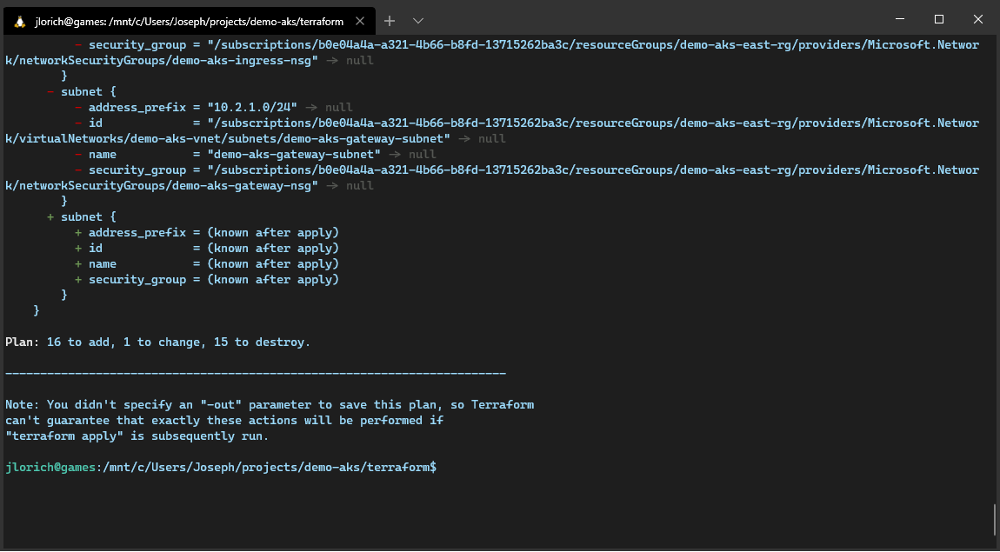 jlorich@games: /mnt/c/Users/Joseph/projects/demo-aks/terraform
- security_group = "/subscriptions/b0e04a4a-a321-4b66-b8fd-13715262ba3c/resourceGroups/demo-aks-east-rg/providers/Microsoft.Networ
k/networkSecurityGroups/demo-aks-ingress-nsg" -> null
}
- subnet {
- address_prefix = "10.2.1.0/24" -> null
- id = "/subscriptions/b0e04a4a-a321-4b66-b8fd-13715262ba3c/resourceGroups/demo-aks-east-rg/providers/Microsoft.Networ
k/virtualNetworks/demo-aks-vnet/subnets/demo-aks-gateway-subnet" -> null
- name = "demo-aks-gateway-subnet" -> null
- security_group = "/subscriptions/b0e04a4a-a321-4b66-b8fd-13715262ba3c/resourceGroups/demo-aks-east-rg/providers/Microsoft.Networ
k/networkSecurityGroups/demo-aks-gateway-nsg" -> null
}
+ subnet {
+ address_prefix = (known after apply)
+ id = (known after apply)
+ name = (known after apply)
+ security_group = (known after apply)
}
}
Plan: 16 to add, 1 to change, 15 to destroy.
------------------------------------------------------------------------
Note: You didn't specify an "-out" parameter to save this plan, so Terraform
can't guarantee that exactly these actions will be performed if
"terraform apply" is subsequently run.
jlorich@games:/mnt/c/Users/Joseph/projects/demo-aks/terraform$